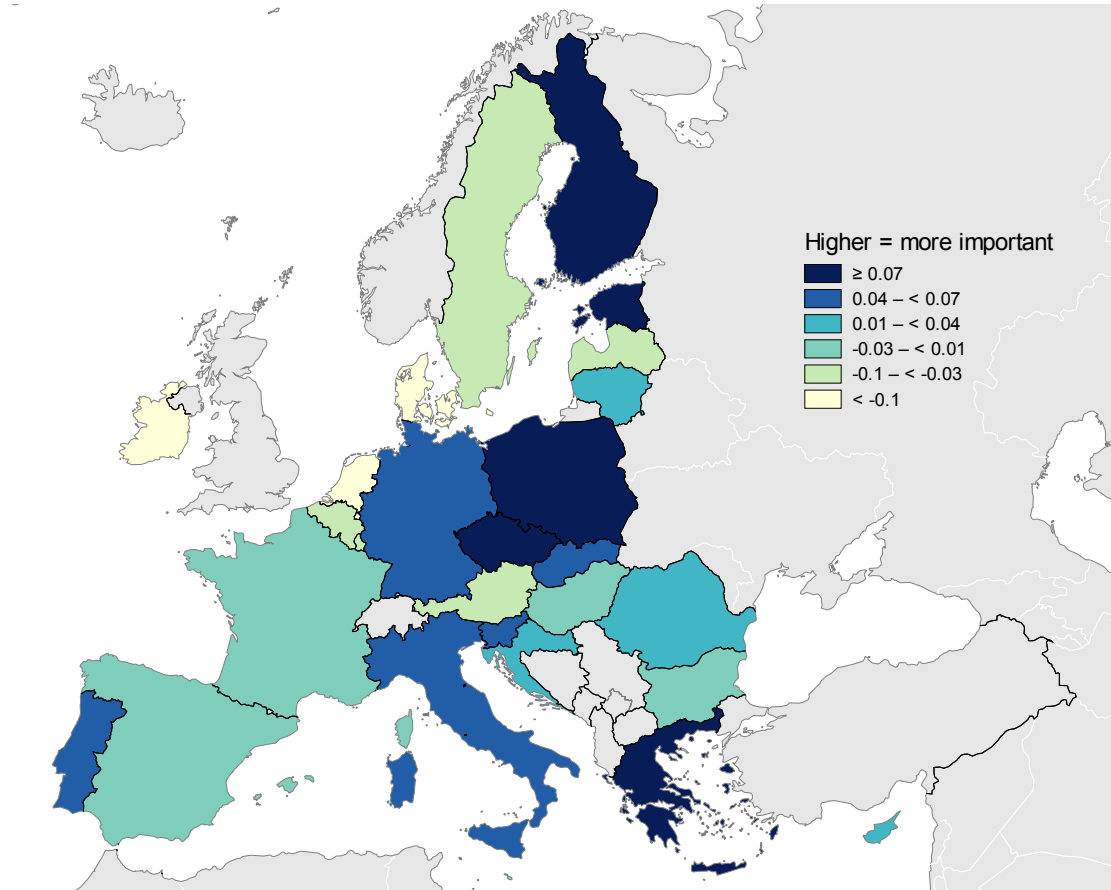 Higher = more important
≥ 0.07
0.04 – < 0.07
0.01 – < 0.04
-0.03 – < 0.01
-0.1 – < -0.03
< -0.1